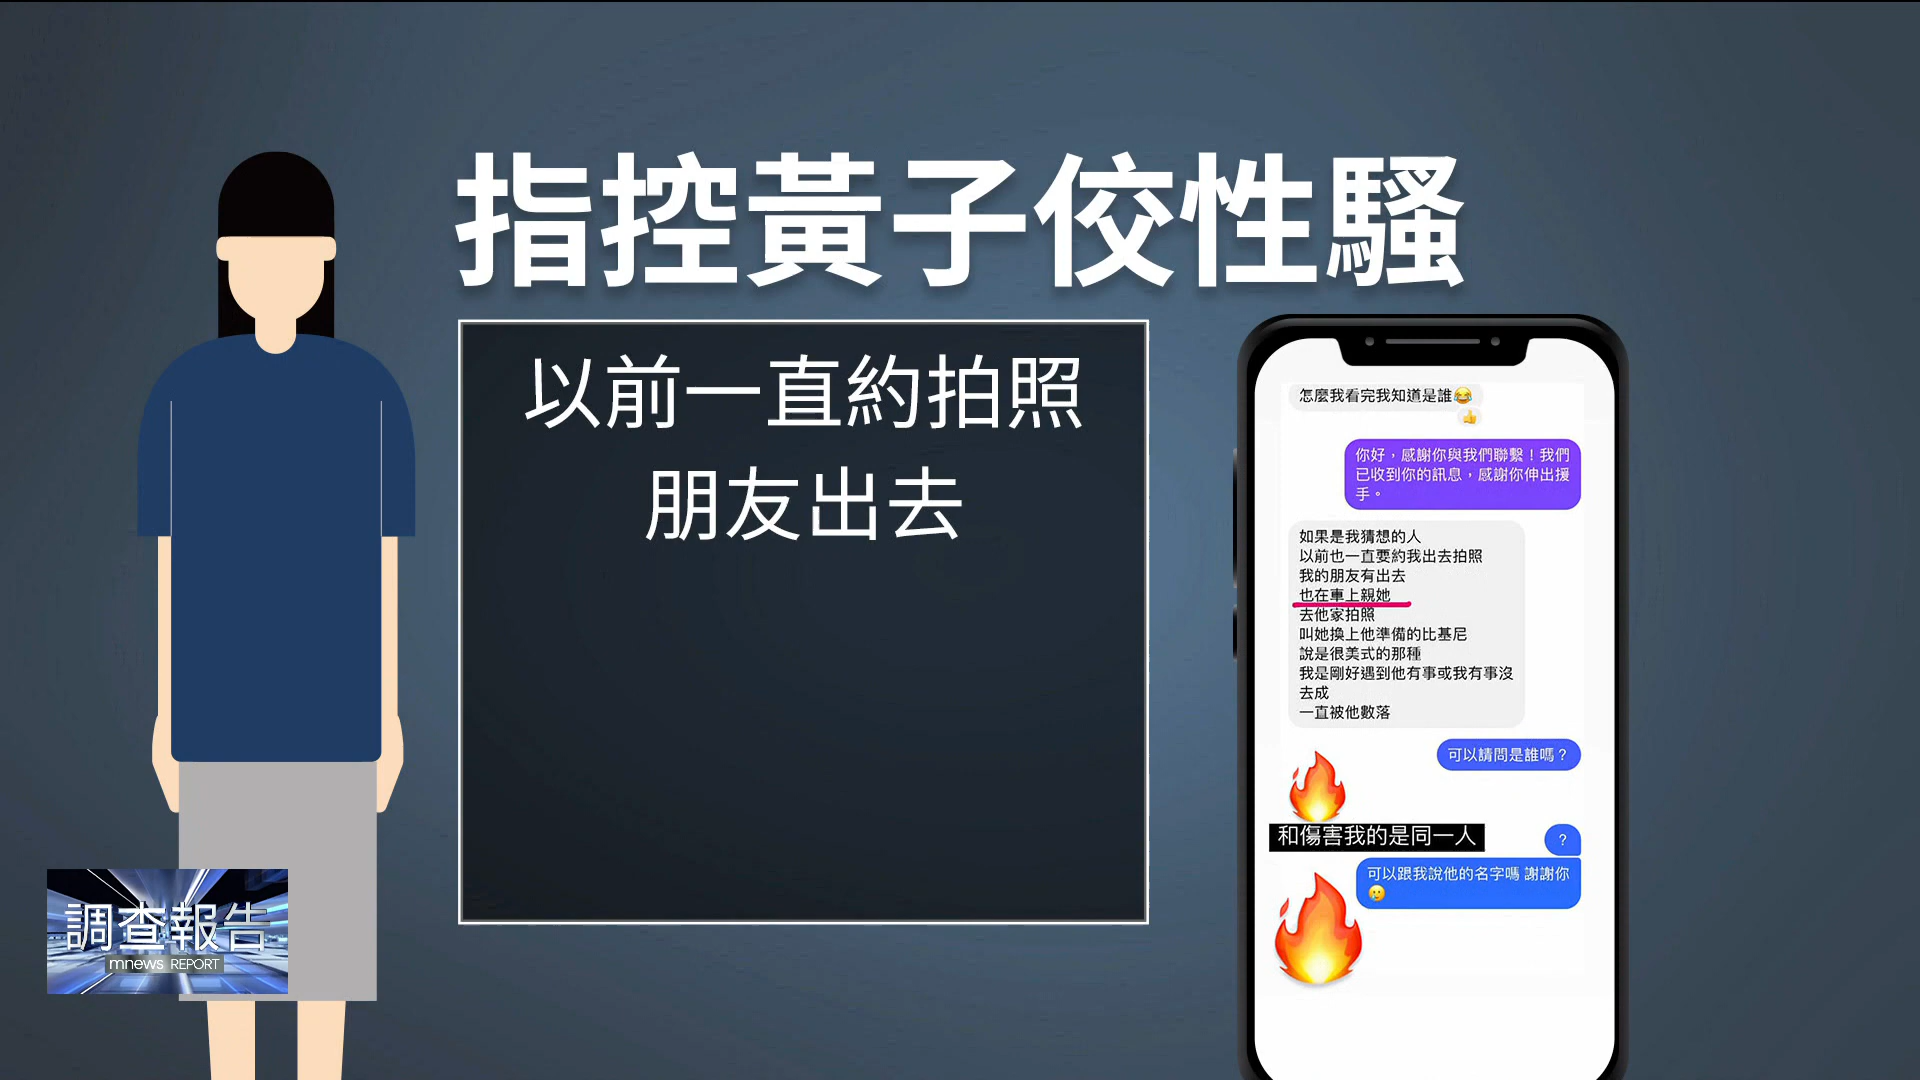 指控黃子佼性騷
以前一直約拍照
朋友出去
怎麼我看完我知道是誰😂
👍
你好，感謝你與我們聯繫！我們
已收到你的訊息，感謝你伸出援
手。
如果是我猜想的人
以前也一直要約我出去拍照
我的朋友有出去
也在車上親她
去他家拍照
叫她換上他準備的比基尼
說是很美式的那種
我是剛好遇到他有事或我有事沒
去成
一直被他數落
可以請問是誰嗎？
和傷害我的是同一人
？
可以跟我說他的名字嗎 謝謝你
🥲
調查報告
mnews REPORT